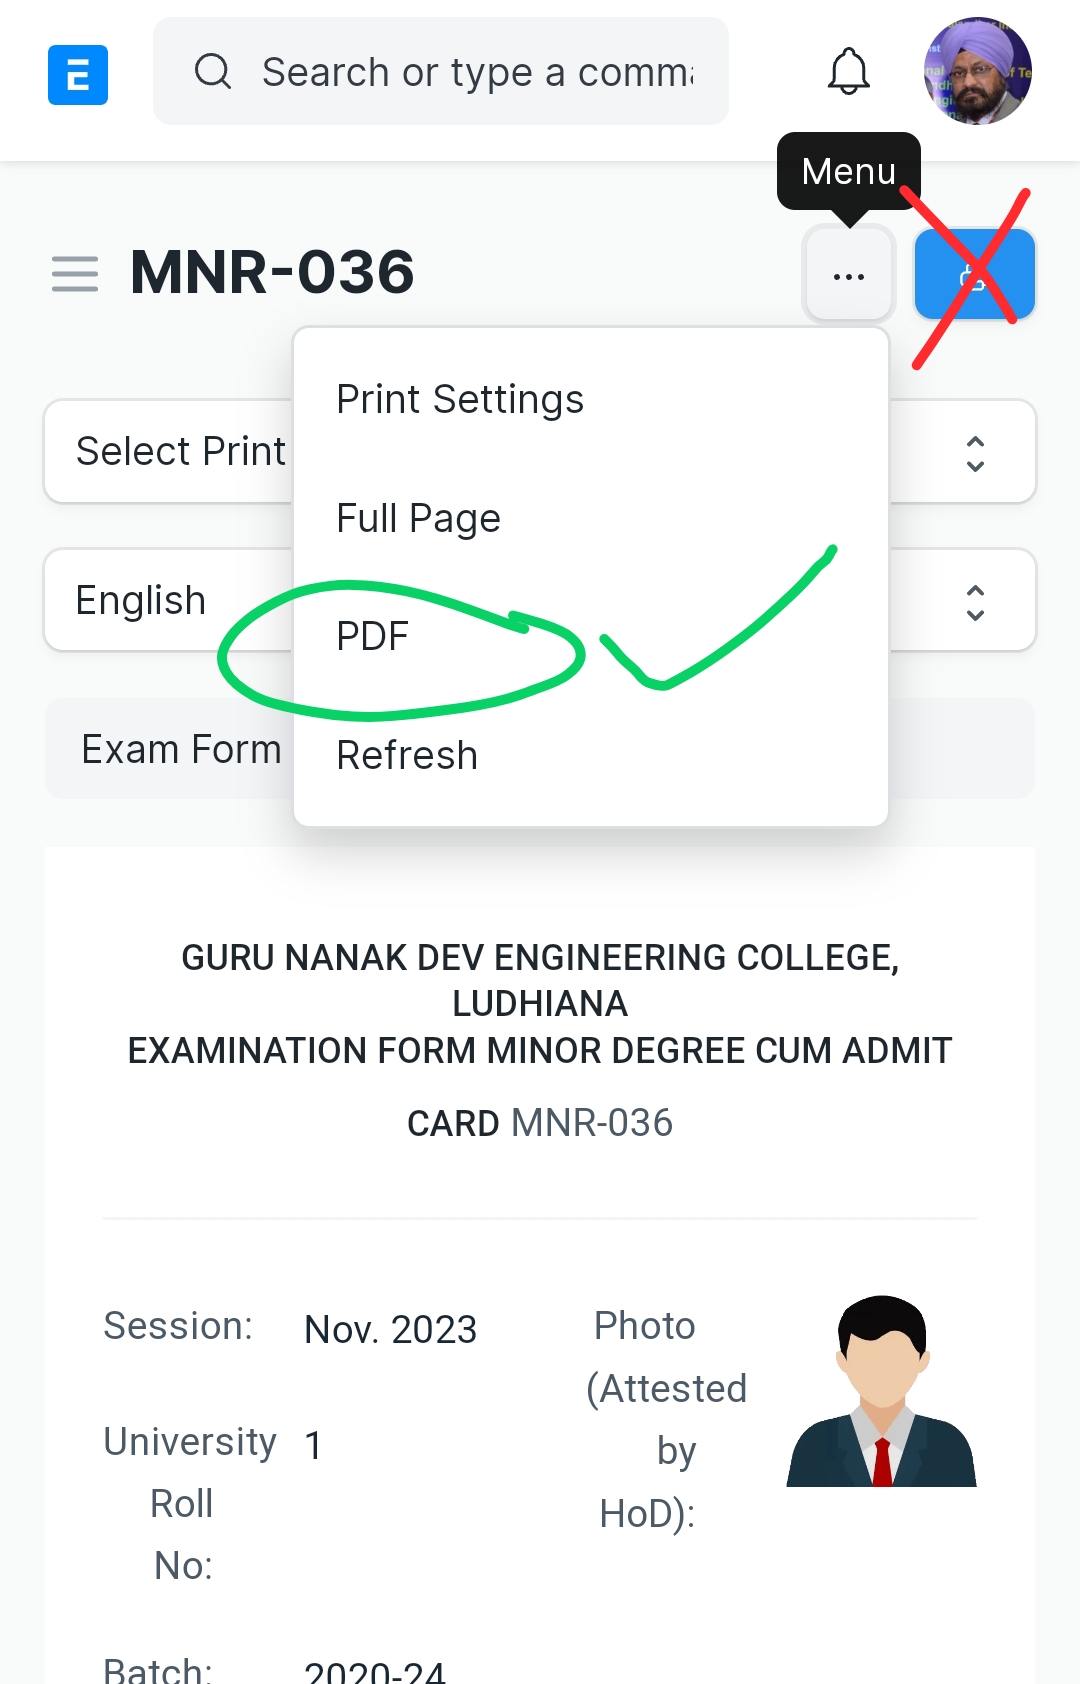 E
Search or type a comma
Menu
MNR-036
...
Print Settings
Select Print
Full Page
English
PDF
Exam Form
Refresh
GURU NANAK DEV ENGINEERING COLLEGE,
LUDHIANA
EXAMINATION FORM MINOR DEGREE CUM ADMIT
CARD MNR-036
Session: Nov. 2023
Photo
(Attested
by
HoD):
University 1
Roll
No:
Batch: 2020-24